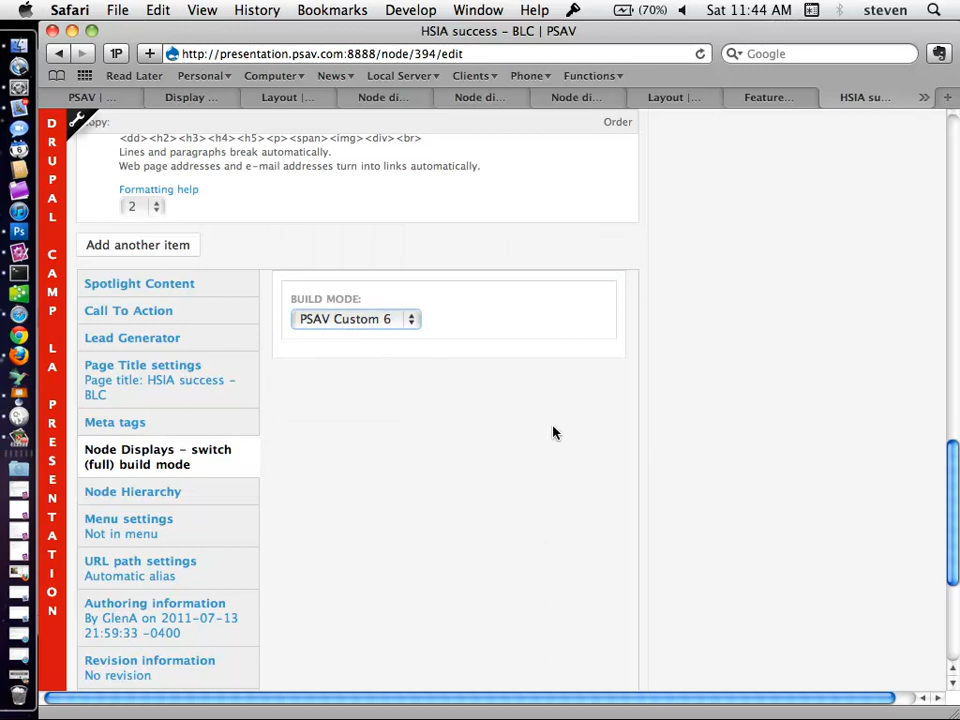 Safari File Edit View History Bookmarks Develop Window Help (70%) Sat 11:44 AM steven
HSIA success – BLC | PSAV
1P http://presentation.psav.com:8888/node/394/edit Google
Read Later Personal Computer News Local Server Clients Phone Functions
PSAV | ... Display ... Layout |... Node di... Node di... Node di... Layout |... Feature... HSIA su...
DRUPAL CAMP LA PRESENTATION
opy: Order
<dd><h2><h3><h4><h5><p><span><img><div><br>
Lines and paragraphs break automatically.
Web page addresses and e-mail addresses turn into links automatically.
Formatting help
2
Add another item
Spotlight Content
Call To Action
Lead Generator
Page Title settings
Page title: HSIA success –
BLC
Meta tags
Node Displays – switch
(full) build mode
Node Hierarchy
Menu settings
Not in menu
URL path settings
Automatic alias
Authoring information
By GlenA on 2011-07-13
21:59:33 -0400
Revision information
No revision
BUILD MODE:
PSAV Custom 6